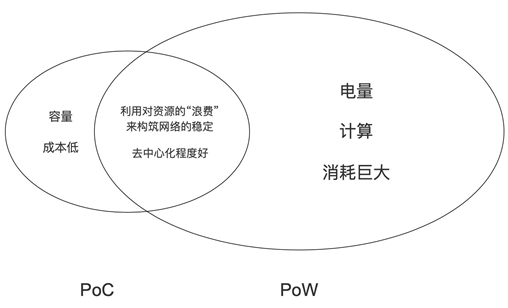 容量
成本低
利用对资源的“浪费”
来构筑网络的稳定
去中心化程度好
电量
计算
消耗巨大
PoC
PoW